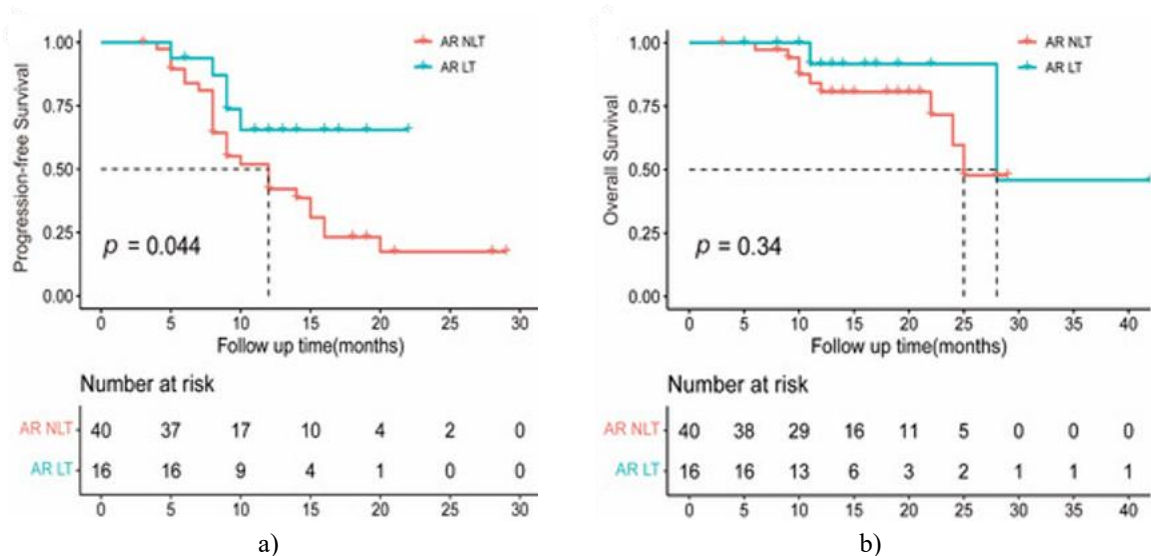 Progression-free Survival
1.00
0.75
0.50
0.25
0.00
AR NLT
AR LT
p = 0.044
0 5 10 15 20 25 30
Follow up time(months)
Number at risk
AR NLT 40 37 17 10 4 2 0
AR LT 16 16 9 4 1 0 0
0 5 10 15 20 25 30
a)
Overall Survival
1.00
0.75
0.50
0.25
0.00
AR NLT
AR LT
p = 0.34
0 5 10 15 20 25 30 35 40
Follow up time(months)
Number at risk
AR NLT 40 38 29 16 11 5 0 0 0
AR LT 16 16 13 6 3 2 1 1 1
0 5 10 15 20 25 30 35 40
b)